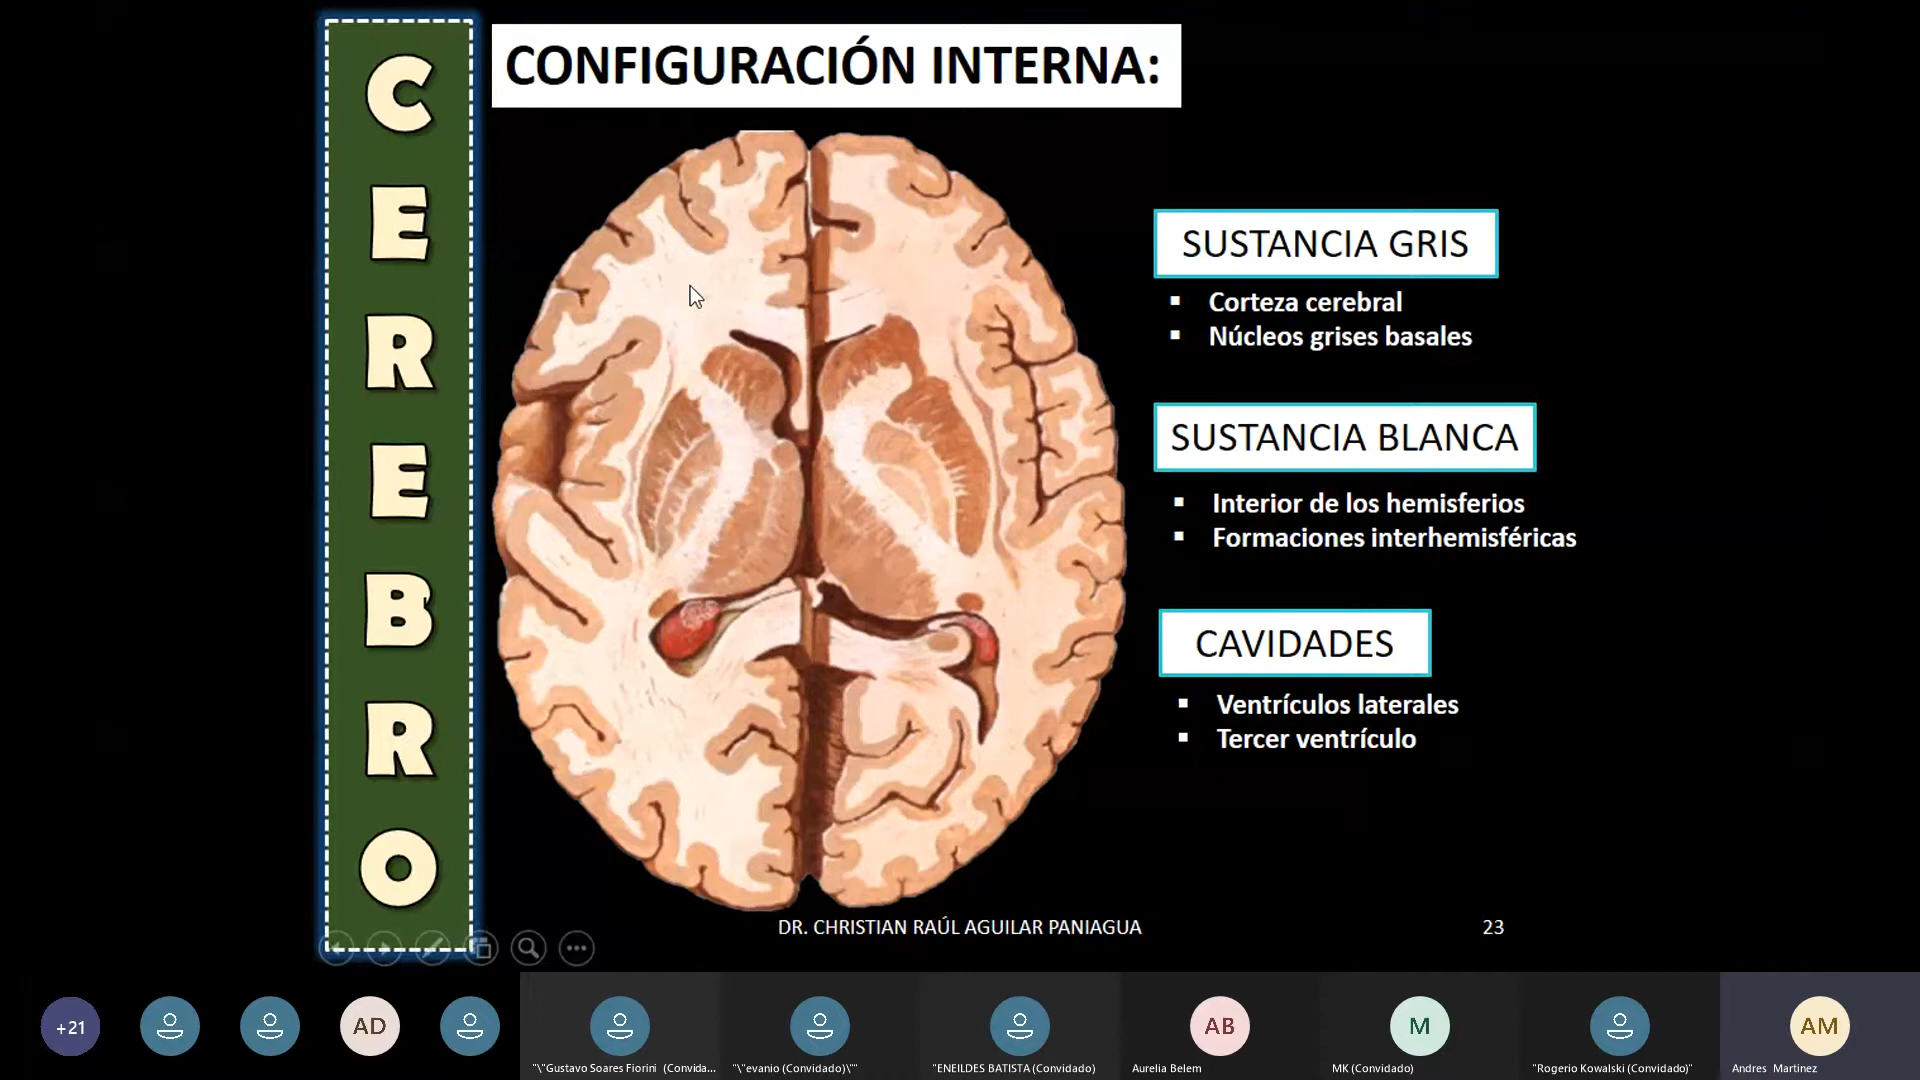 CEREBRO
CONFIGURACIÓN INTERNA:
SUSTANCIA GRIS
▪ Corteza cerebral
▪ Núcleos grises basales
SUSTANCIA BLANCA
▪ Interior de los hemisferios
▪ Formaciones interhemisféricas
CAVIDADES
▪ Ventrículos laterales
▪ Tercer ventrículo
DR. CHRISTIAN RAÚL AGUILAR PANIAGUA
23
+21
AD
AB
M
AM
"\"Gustavo Soares Fiorini (Convida...
"\"evanio (Convidado)\""
"ENEILDES BATISTA (Convidado)
Aurelia Belem
MK (Convidado)
"Rogerio Kowalski (Convidado)"
Andres Martinez